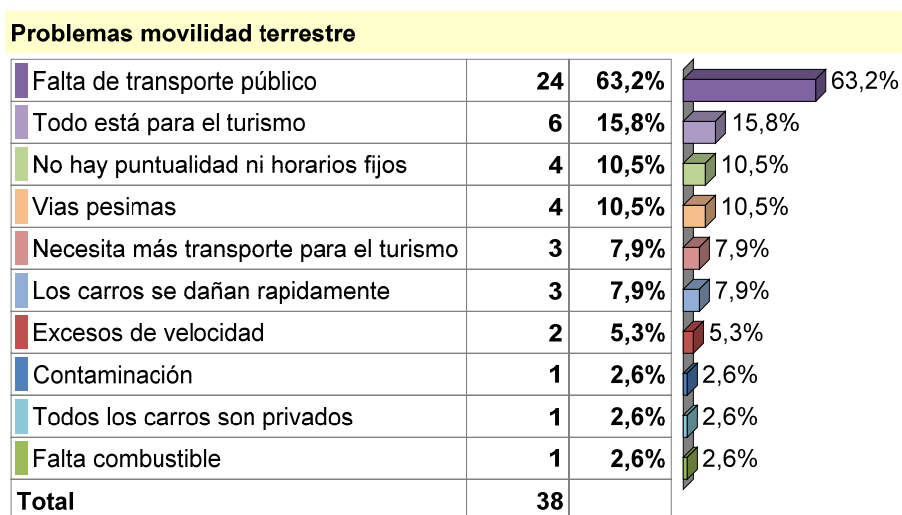 Problemas movilidad terrestre
Falta de transporte público 24 63,2% 63,2%
Todo está para el turismo 6 15,8% 15,8%
No hay puntualidad ni horarios fijos 4 10,5% 10,5%
Vias pesimas 4 10,5% 10,5%
Necesita más transporte para el turismo 3 7,9% 7,9%
Los carros se dañan rapidamente 3 7,9% 7,9%
Excesos de velocidad 2 5,3% 5,3%
Contaminación 1 2,6% 2,6%
Todos los carros son privados 1 2,6% 2,6%
Falta combustible 1 2,6% 2,6%
Total 38